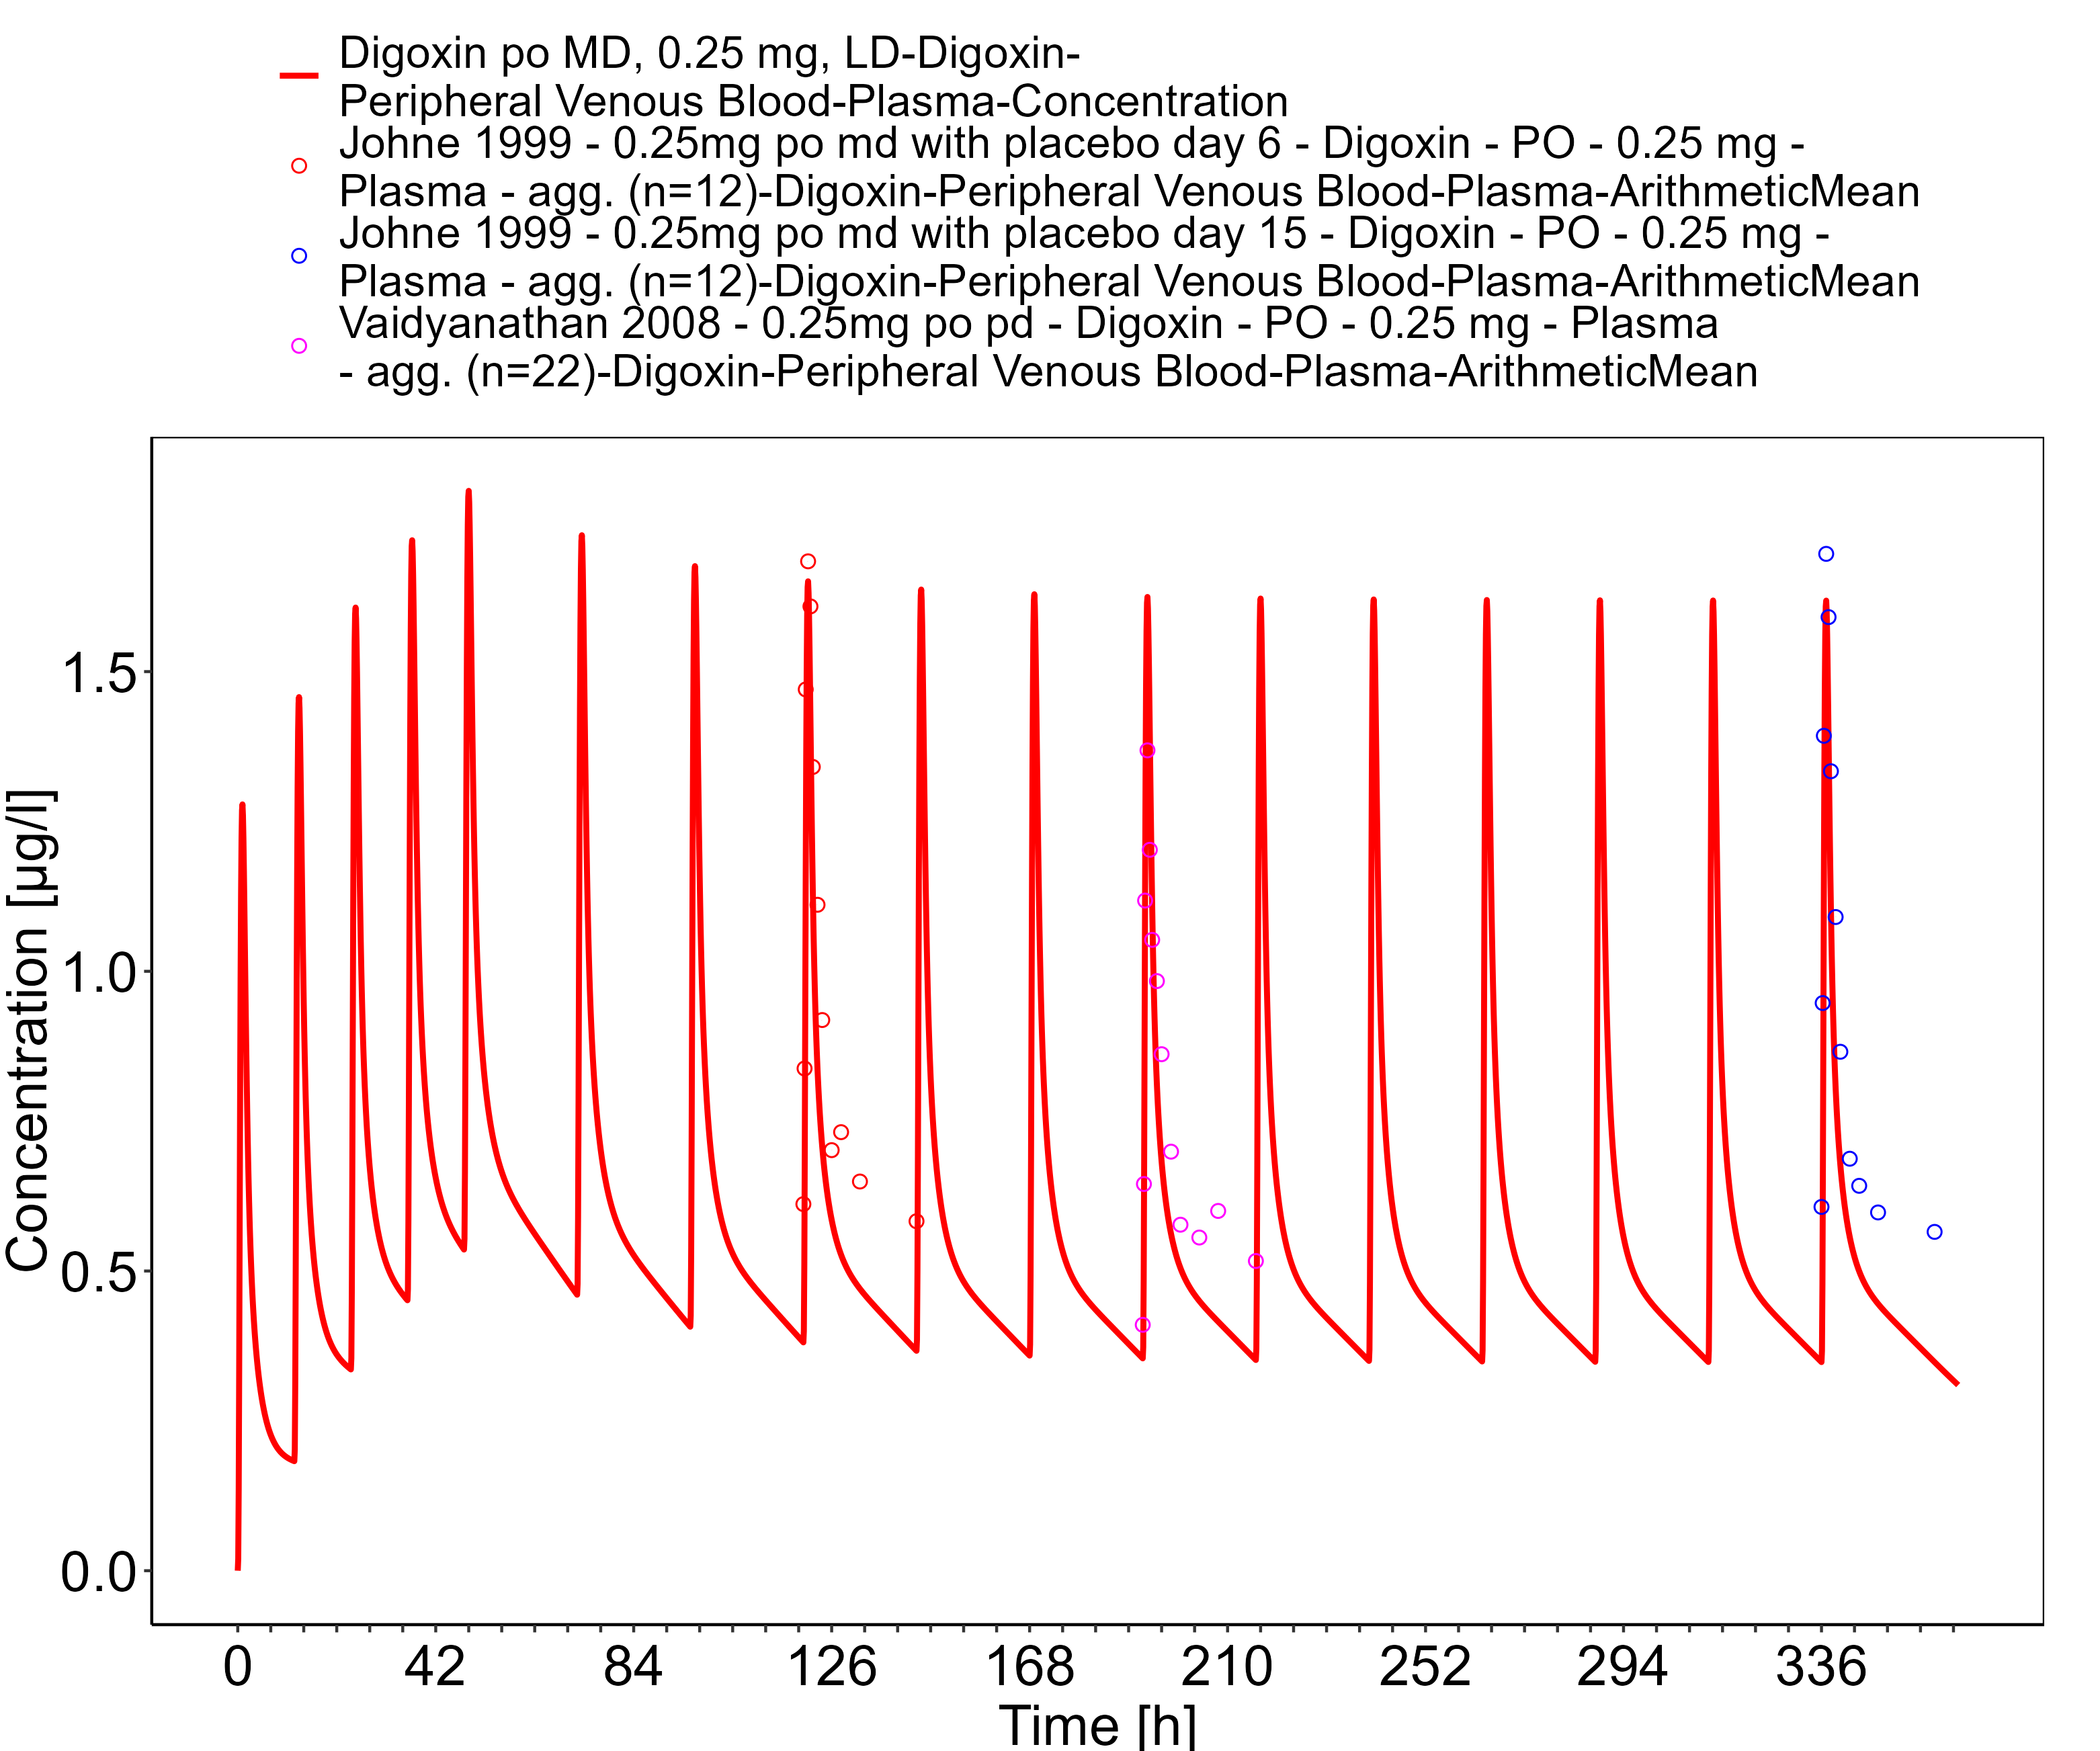 Digoxin po MD, 0.25 mg, LD-Digoxin-
Peripheral Venous Blood-Plasma-Concentration
Johne 1999 - 0.25mg po md with placebo day 6 - Digoxin - PO - 0.25 mg -
Plasma - agg. (n=12)-Digoxin-Peripheral Venous Blood-Plasma-ArithmeticMean
Johne 1999 - 0.25mg po md with placebo day 15 - Digoxin - PO - 0.25 mg -
Plasma - agg. (n=12)-Digoxin-Peripheral Venous Blood-Plasma-ArithmeticMean
Vaidyanathan 2008 - 0.25mg po pd - Digoxin - PO - 0.25 mg - Plasma
- agg. (n=22)-Digoxin-Peripheral Venous Blood-Plasma-ArithmeticMean
Concentration [µg/l]
1.5
1.0
0.5
0.0
0 42 84 126 168 210 252 294 336
Time [h]